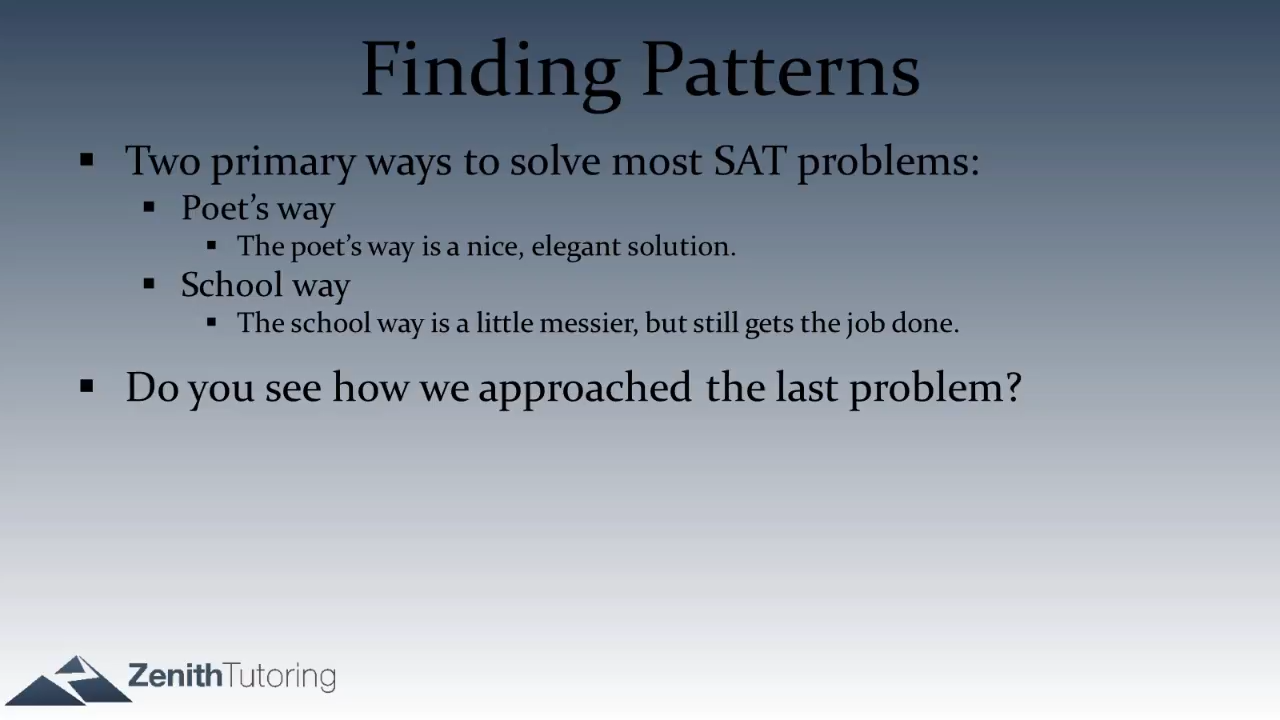 Finding Patterns
▪ Two primary ways to solve most SAT problems:
▪ Poet’s way
▪ The poet’s way is a nice, elegant solution.
▪ School way
▪ The school way is a little messier, but still gets the job done.
▪ Do you see how we approached the last problem?
ZenithTutoring